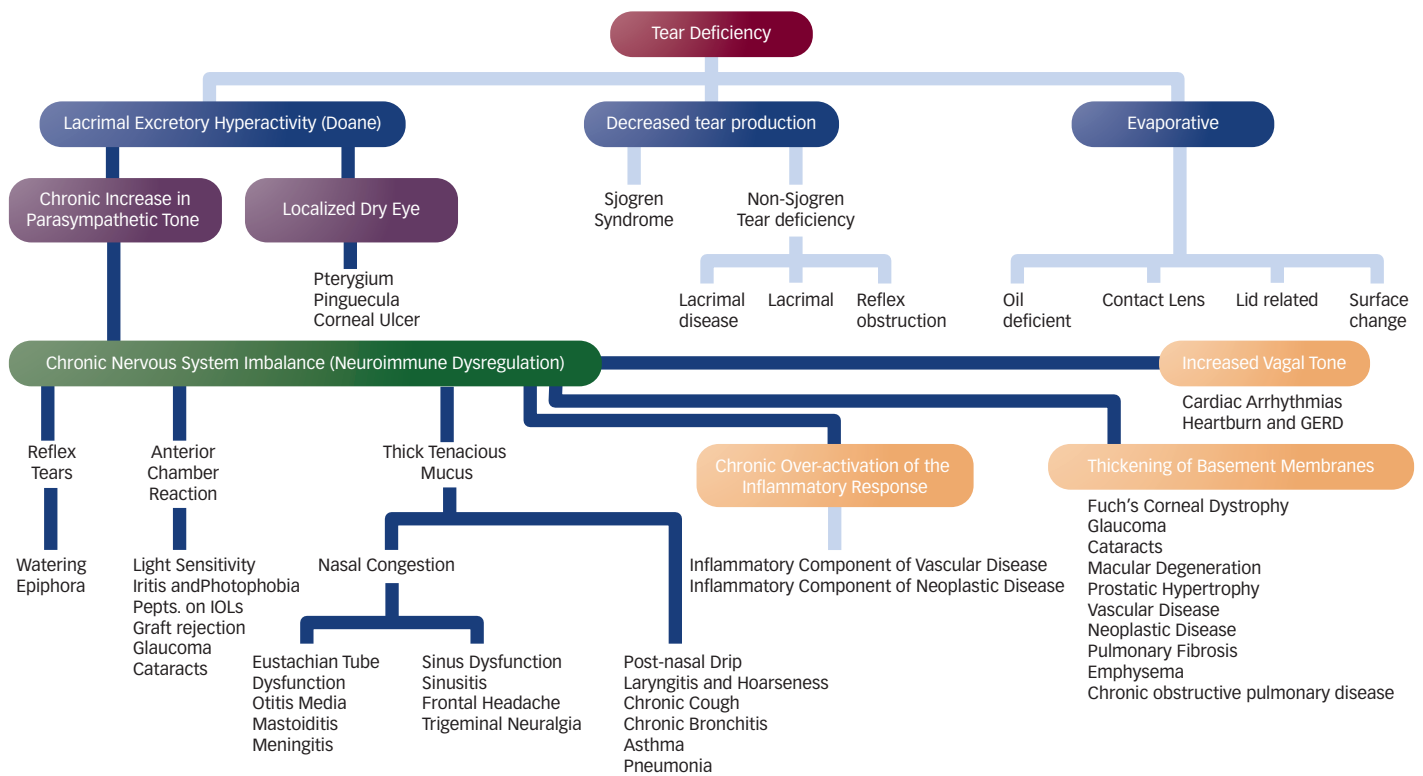 Tear Deficiency
Lacrimal Excretory Hyperactivity (Doane)
Decreased tear production
Evaporative
Chronic Increase in
Parasympathetic Tone
Localized Dry Eye
Sjogren
Syndrome
Non-Sjogren
Tear deficiency
Pterygium
Pinguecula
Corneal Ulcer
Lacrimal
disease
Lacrimal
Reflex
obstruction
Oil
deficient
Contact Lens
Lid related
Surface
change
Chronic Nervous System Imbalance (Neuroimmune Dysregulation)
Increased Vagal Tone
Cardiac Arrhythmias
Heartburn and GERD
Reflex
Tears
Anterior
Chamber
Reaction
Thick Tenacious
Mucus
Chronic Over-activation of the
Inflammatory Response
Thickening of Basement Membranes
Watering
Epiphora
Light Sensitivity
Iritis andPhotophobia
Pepts. on IOLs
Graft rejection
Glaucoma
Cataracts
Nasal Congestion
Inflammatory Component of Vascular Disease
Inflammatory Component of Neoplastic Disease
Fuch's Corneal Dystrophy
Glaucoma
Cataracts
Macular Degeneration
Prostatic Hypertrophy
Vascular Disease
Neoplastic Disease
Pulmonary Fibrosis
Emphysema
Chronic obstructive pulmonary disease
Eustachian Tube
Dysfunction
Otitis Media
Mastoiditis
Meningitis
Sinus Dysfunction
Sinusitis
Frontal Headache
Trigeminal Neuralgia
Post-nasal Drip
Laryngitis and Hoarseness
Chronic Cough
Chronic Bronchitis
Asthma
Pneumonia